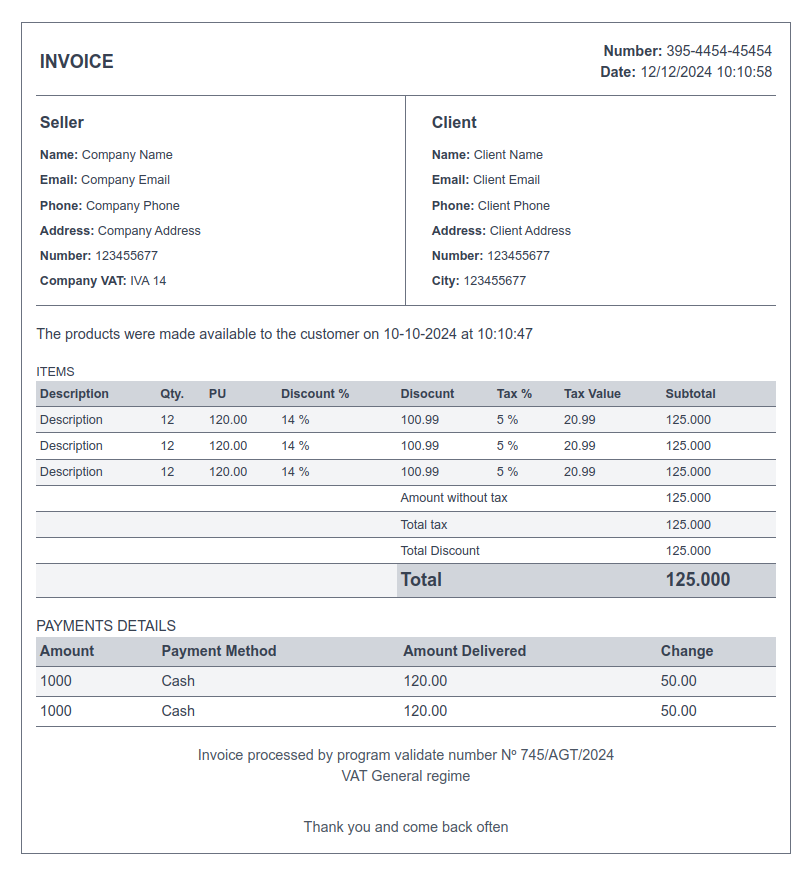 INVOICE
Number: 395-4454-45454
Date: 12/12/2024 10:10:58
Seller
Name: Company Name
Email: Company Email
Phone: Company Phone
Address: Company Address
Number: 123455677
Company VAT: IVA 14
Client
Name: Client Name
Email: Client Email
Phone: Client Phone
Address: Client Address
Number: 123455677
City: 123455677
The products were made available to the customer on 10-10-2024 at 10:10:47
ITEMS
Description Qty. PU Discount % Disocunt Tax % Tax Value Subtotal
Description 12 120.00 14 % 100.99 5 % 20.99 125.000
Description 12 120.00 14 % 100.99 5 % 20.99 125.000
Description 12 120.00 14 % 100.99 5 % 20.99 125.000
Amount without tax 125.000
Total tax 125.000
Total Discount 125.000
Total 125.000
PAYMENTS DETAILS
Amount Payment Method Amount Delivered Change
1000 Cash 120.00 50.00
1000 Cash 120.00 50.00
Invoice processed by program validate number Nº 745/AGT/2024
VAT General regime
Thank you and come back often